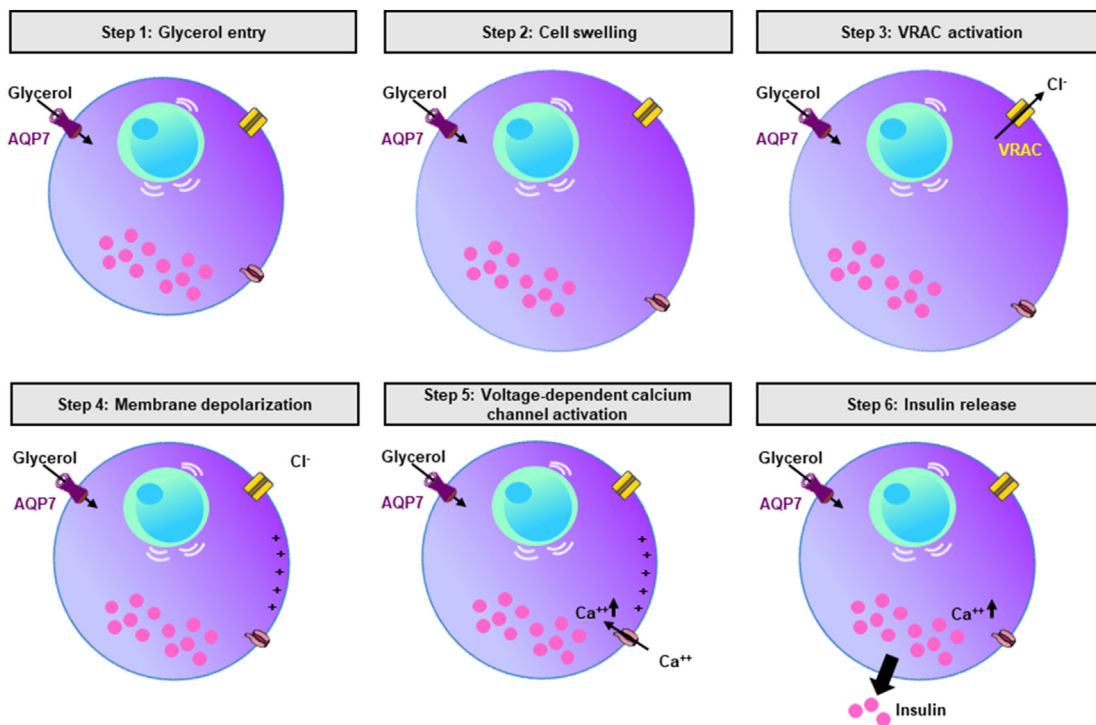 Step 1: Glycerol entry
Glycerol
AQP7
Step 2: Cell swelling
Glycerol
AQP7
Step 3: VRAC activation
Glycerol
AQP7
Cl-
VRAC
Step 4: Membrane depolarization
Glycerol
AQP7
Cl-
+
+
+
+
+
Step 5: Voltage-dependent calcium
channel activation
Glycerol
AQP7
+
+
+
+
+
Ca++
Ca++
Step 6: Insulin release
Glycerol
AQP7
Ca++
Insulin